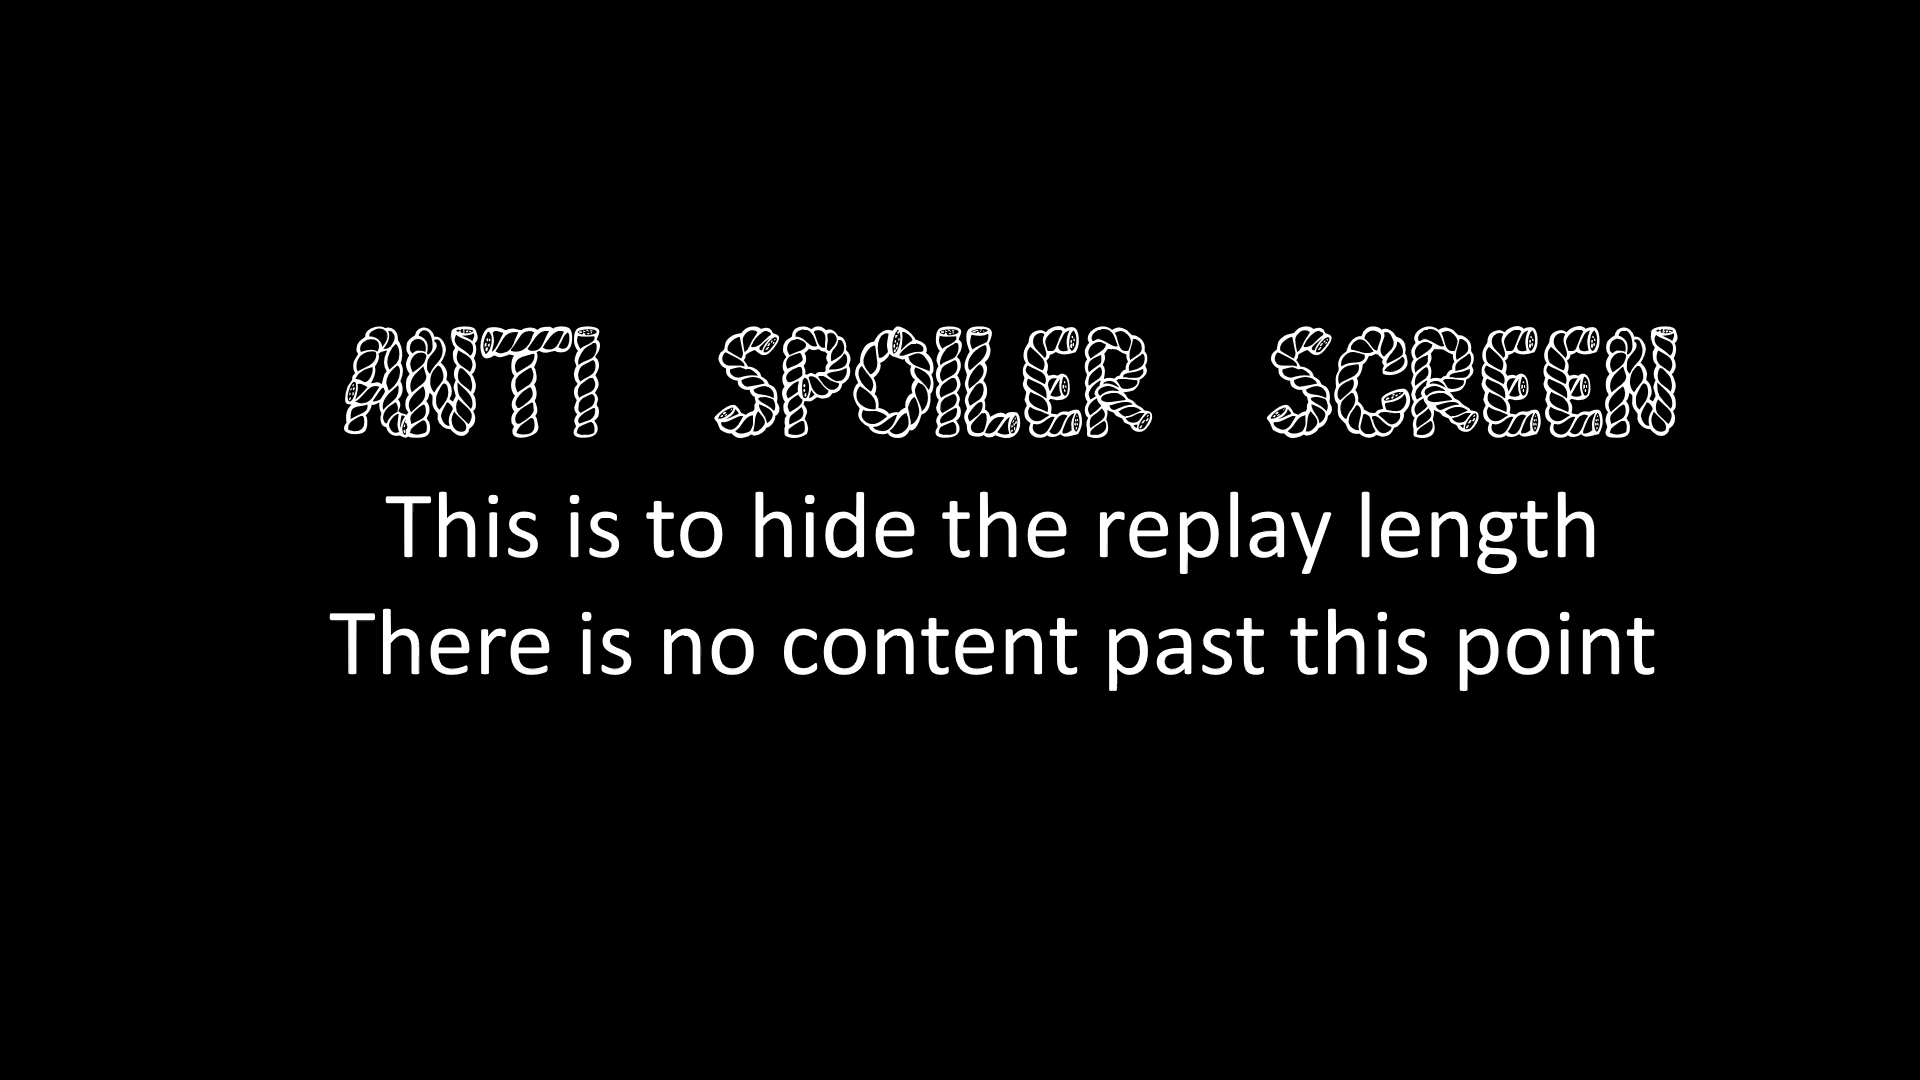 ANTI SPOILER SCREEN
This is to hide the replay length
There is no content past this point